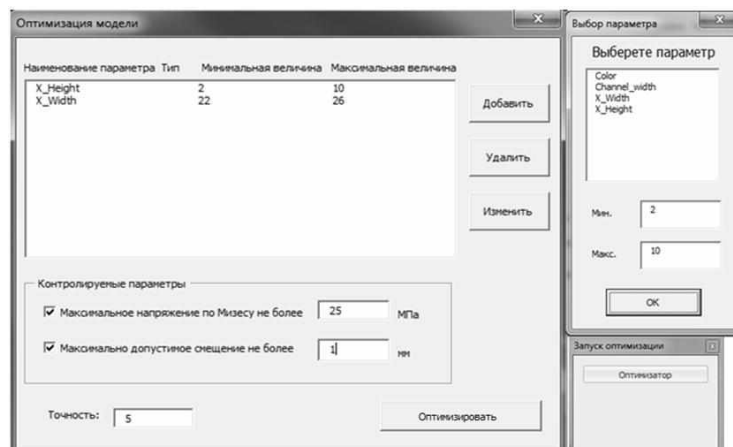 Оптимизация модели
Наименование параметра Тип Минимальная величина Максимальная величина
X_Height 2 10
X_Width 22 26
Добавить
Удалить
Изменить
Контролируемые параметры
Максимальное напряжение по Мизесу не более 25 МПа
Максимально допустимое смещение не более 1 мм
Точность: 5
Оптимизировать
Выбор параметра
Выберете параметр
Color
Channel_width
X_Width
X_Height
Мин. 2
Макс. 10
OK
Запуск оптимизации
Оптимизатор